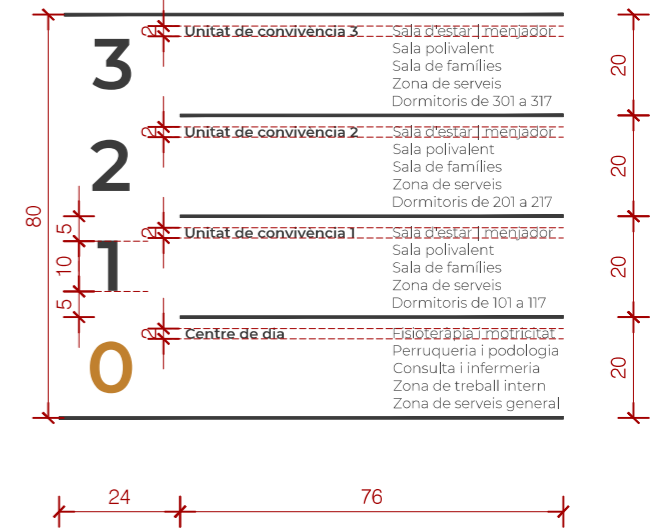 3
Unitat de convivència 3
Sala d'estar | menjador
Sala polivalent
Sala de famílies
Zona de serveis
Dormitoris de 301 a 317
20
2
Unitat de convivència 2
Sala d'estar | menjador
Sala polivalent
Sala de famílies
Zona de serveis
Dormitoris de 201 a 217
20
80
5
10
5
1
Unitat de convivència 1
Sala d'estar | menjador
Sala polivalent
Sala de famílies
Zona de serveis
Dormitoris de 101 a 117
20
0
Centre de dia
Fisioteràpia i motricitat
Perruqueria i podologia
Consulta i infermeria
Zona de treball intern
Zona de serveis general
20
24
76